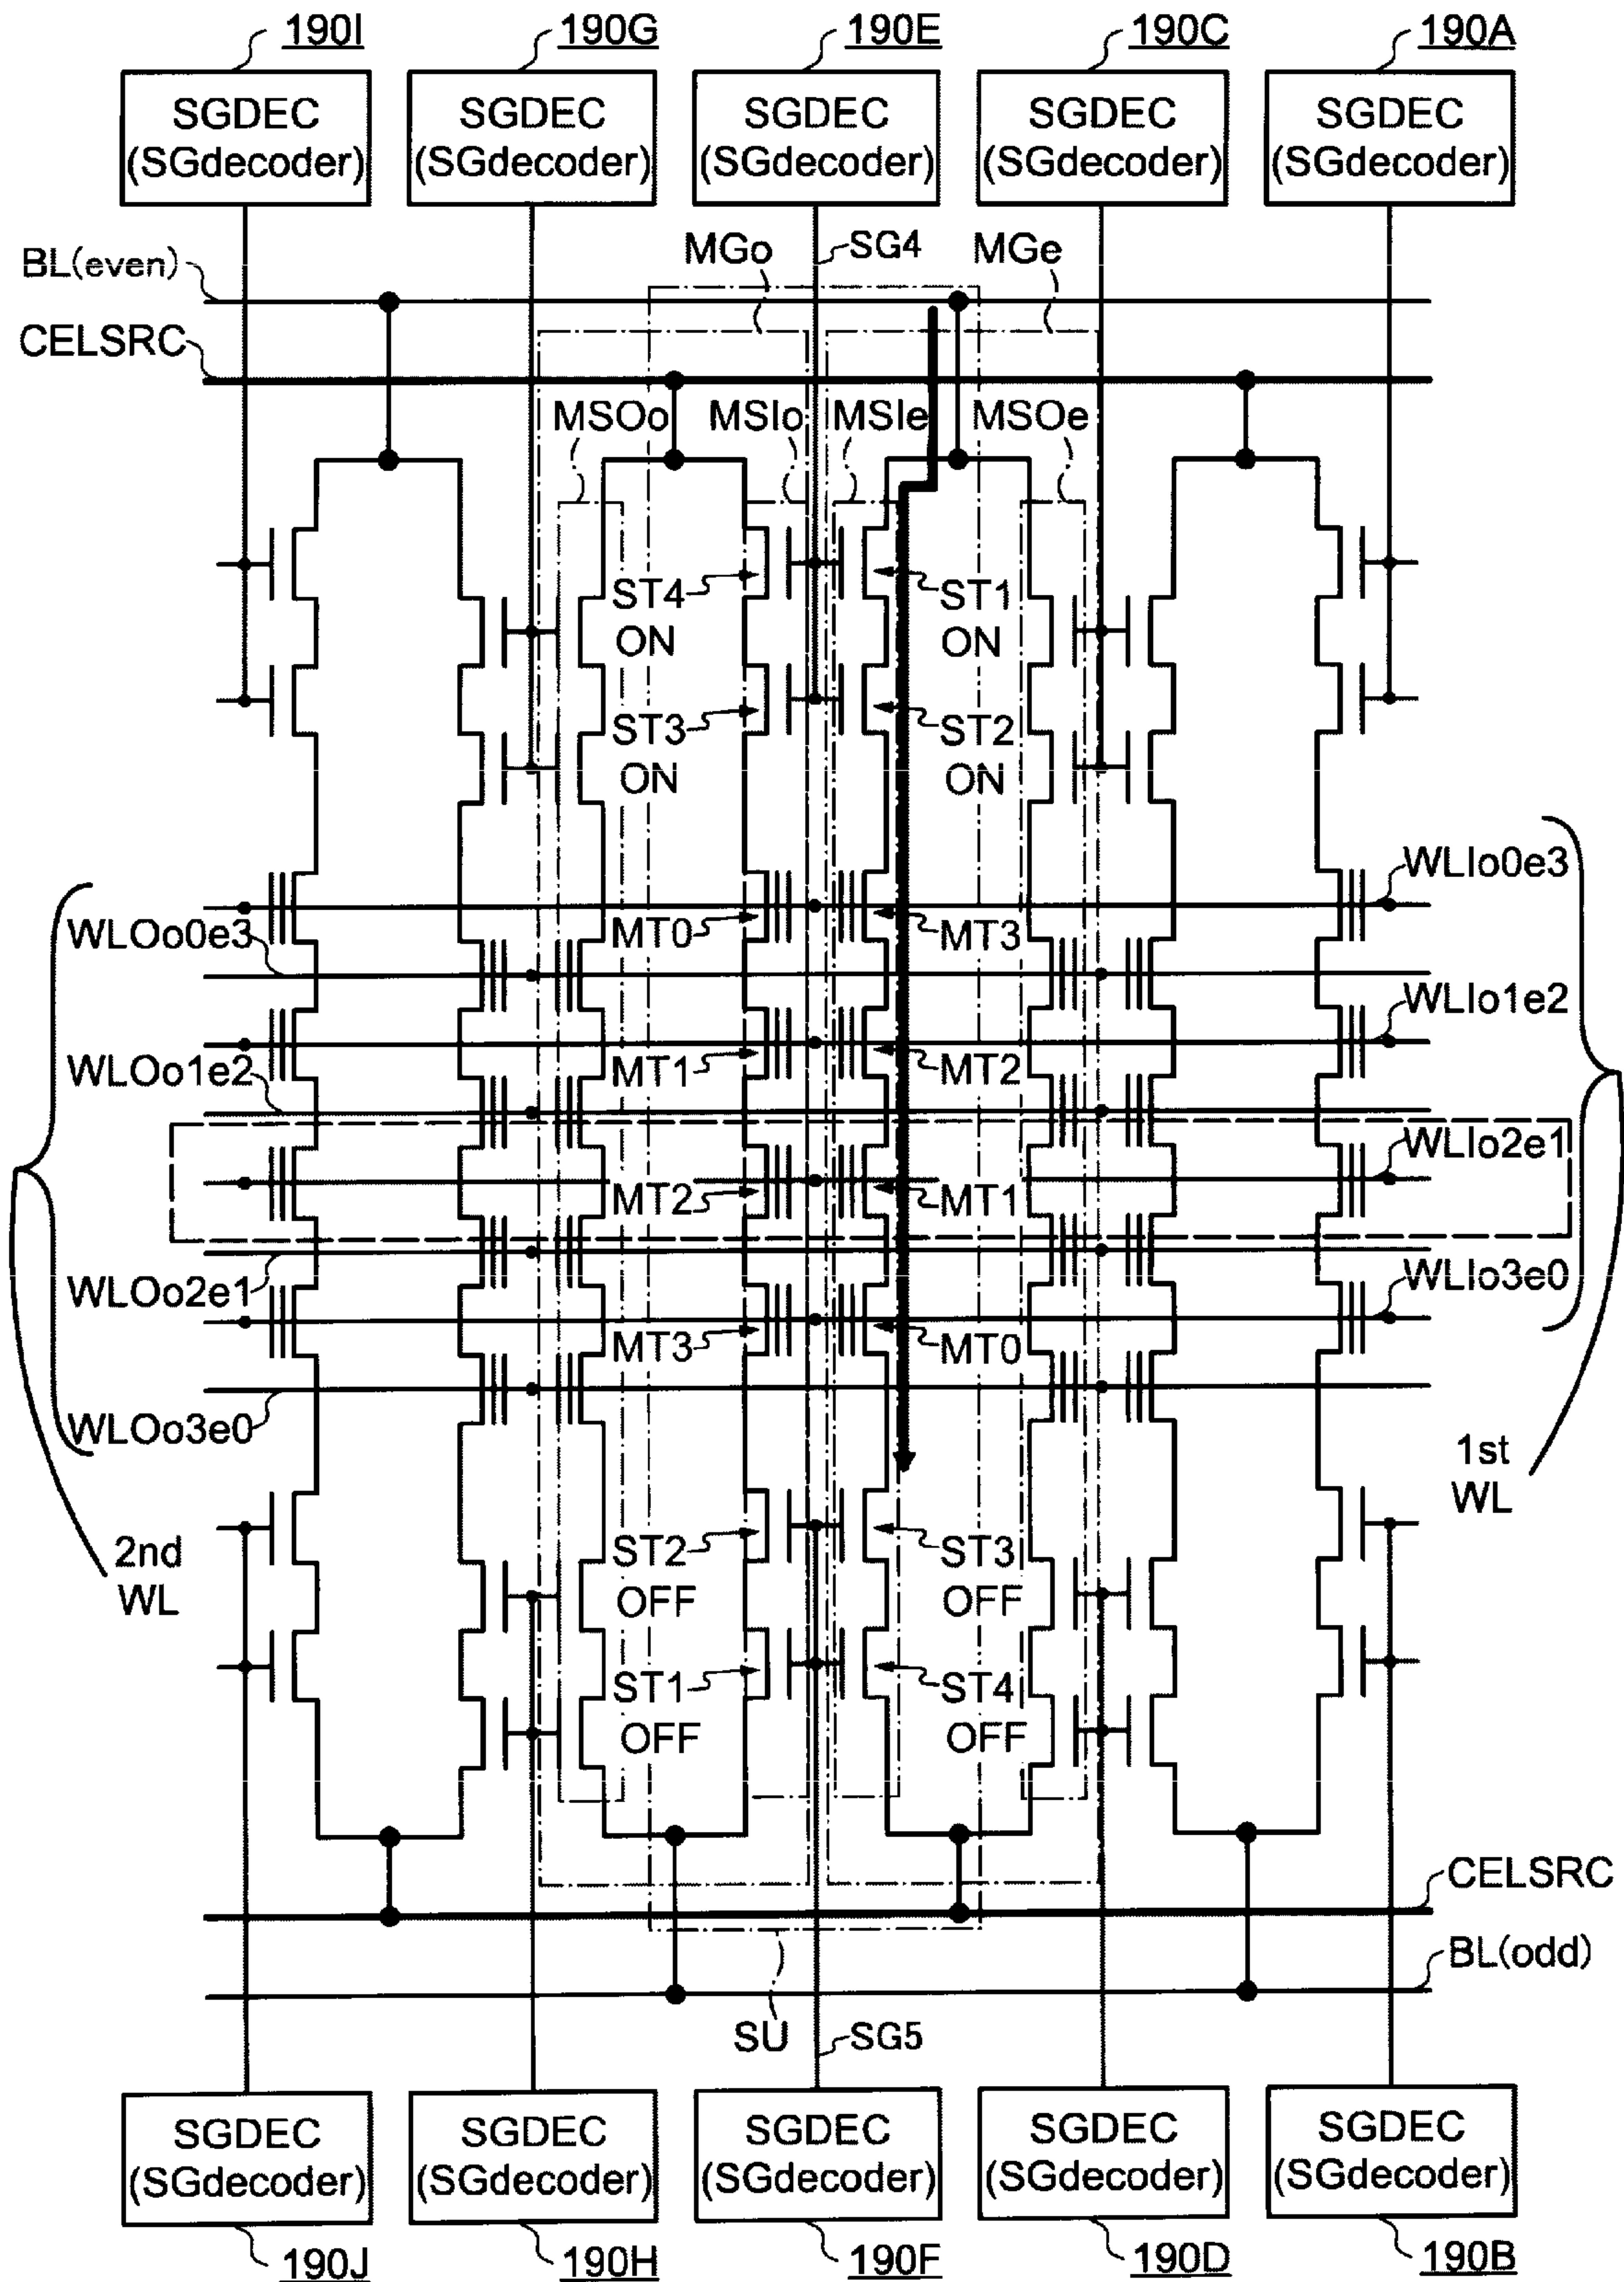 190I 190G 190E 190C 190A
SGDEC (SGdecoder)
SGDEC (SGdecoder)
SGDEC (SGdecoder)
SGDEC (SGdecoder)
SGDEC (SGdecoder)
MGo SG4 MGe
BL(even)
CELSRC
MSOo MSIo MSIe MSOe
ST4 ST1
ON ON
ST3 ST2
ON ON
WLIo0e3
WLOo0e3 MT0 MT3
WLIo1e2
WLOo1e2 MT1 MT2
WLIo2e1
MT2 MT1
WLOo2e1 WLIo3e0
MT3 MT0
WLOo3e0
1st
WL
2nd
WL
ST2 ST3
OFF OFF
ST1 ST4
OFF OFF
CELSRC
BL(odd)
SU SG5
SGDEC (SGdecoder)
SGDEC (SGdecoder)
SGDEC (SGdecoder)
SGDEC (SGdecoder)
SGDEC (SGdecoder)
190J 190H 190F 190D 190B